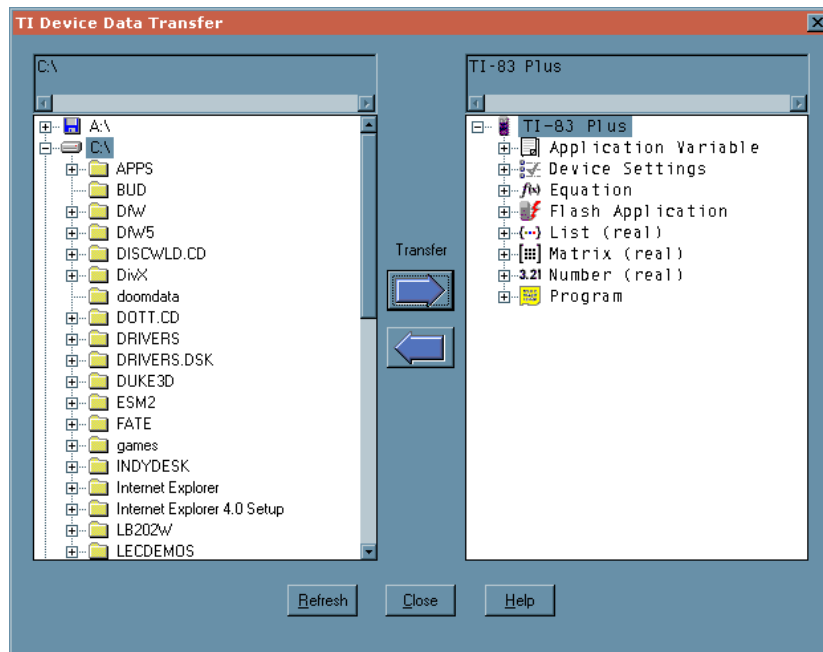 TI Device Data Transfer
C:\
A:\
C:\
APPS
BUD
DfW
DfW5
DISCWLD.CD
DivX
doomdata
DOTT.CD
DRIVERS
DRIVERS.DSK
DUKE3D
ESM2
FATE
games
INDYDESK
Internet Explorer
Internet Explorer 4.0 Setup
LB202W
LECDEMOS
Transfer
TI-83 Plus
TI-83 Plus
Application Variable
Device Settings
f(x) Equation
Flash Application
{···} List (real)
Matrix (real)
3.21 Number (real)
Program
Refresh
Close
Help